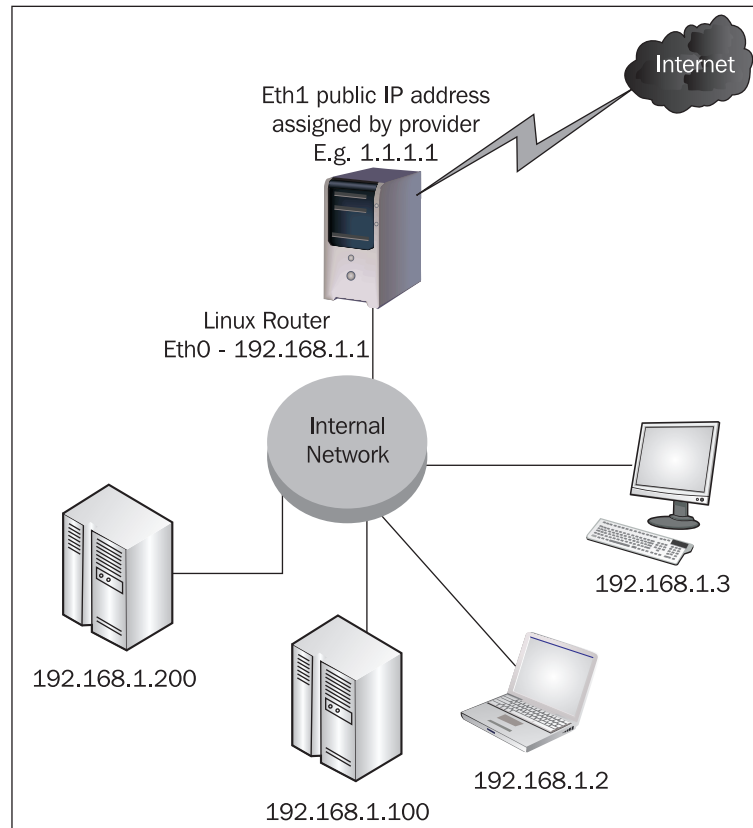 Internet
Eth1 public IP address
assigned by provider
E.g. 1.1.1.1
Linux Router
Eth0 - 192.168.1.1
Internal
Network
192.168.1.3
192.168.1.200
192.168.1.2
192.168.1.100